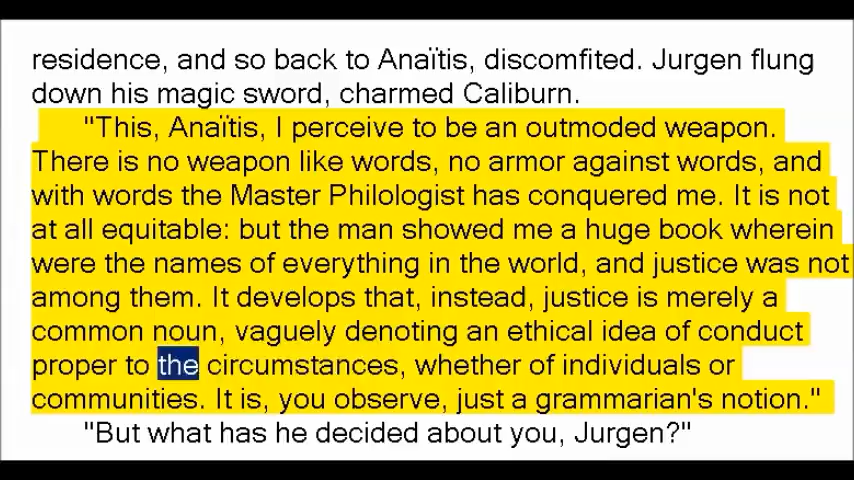 residence, and so back to Anaïtis, discomfited. Jurgen flung
down his magic sword, charmed Caliburn.
"This, Anaïtis, I perceive to be an outmoded weapon.
There is no weapon like words, no armor against words, and
with words the Master Philologist has conquered me. It is not
at all equitable: but the man showed me a huge book wherein
were the names of everything in the world, and justice was not
among them. It develops that, instead, justice is merely a
common noun, vaguely denoting an ethical idea of conduct
proper to the circumstances, whether of individuals or
communities. It is, you observe, just a grammarian's notion."
"But what has he decided about you, Jurgen?"